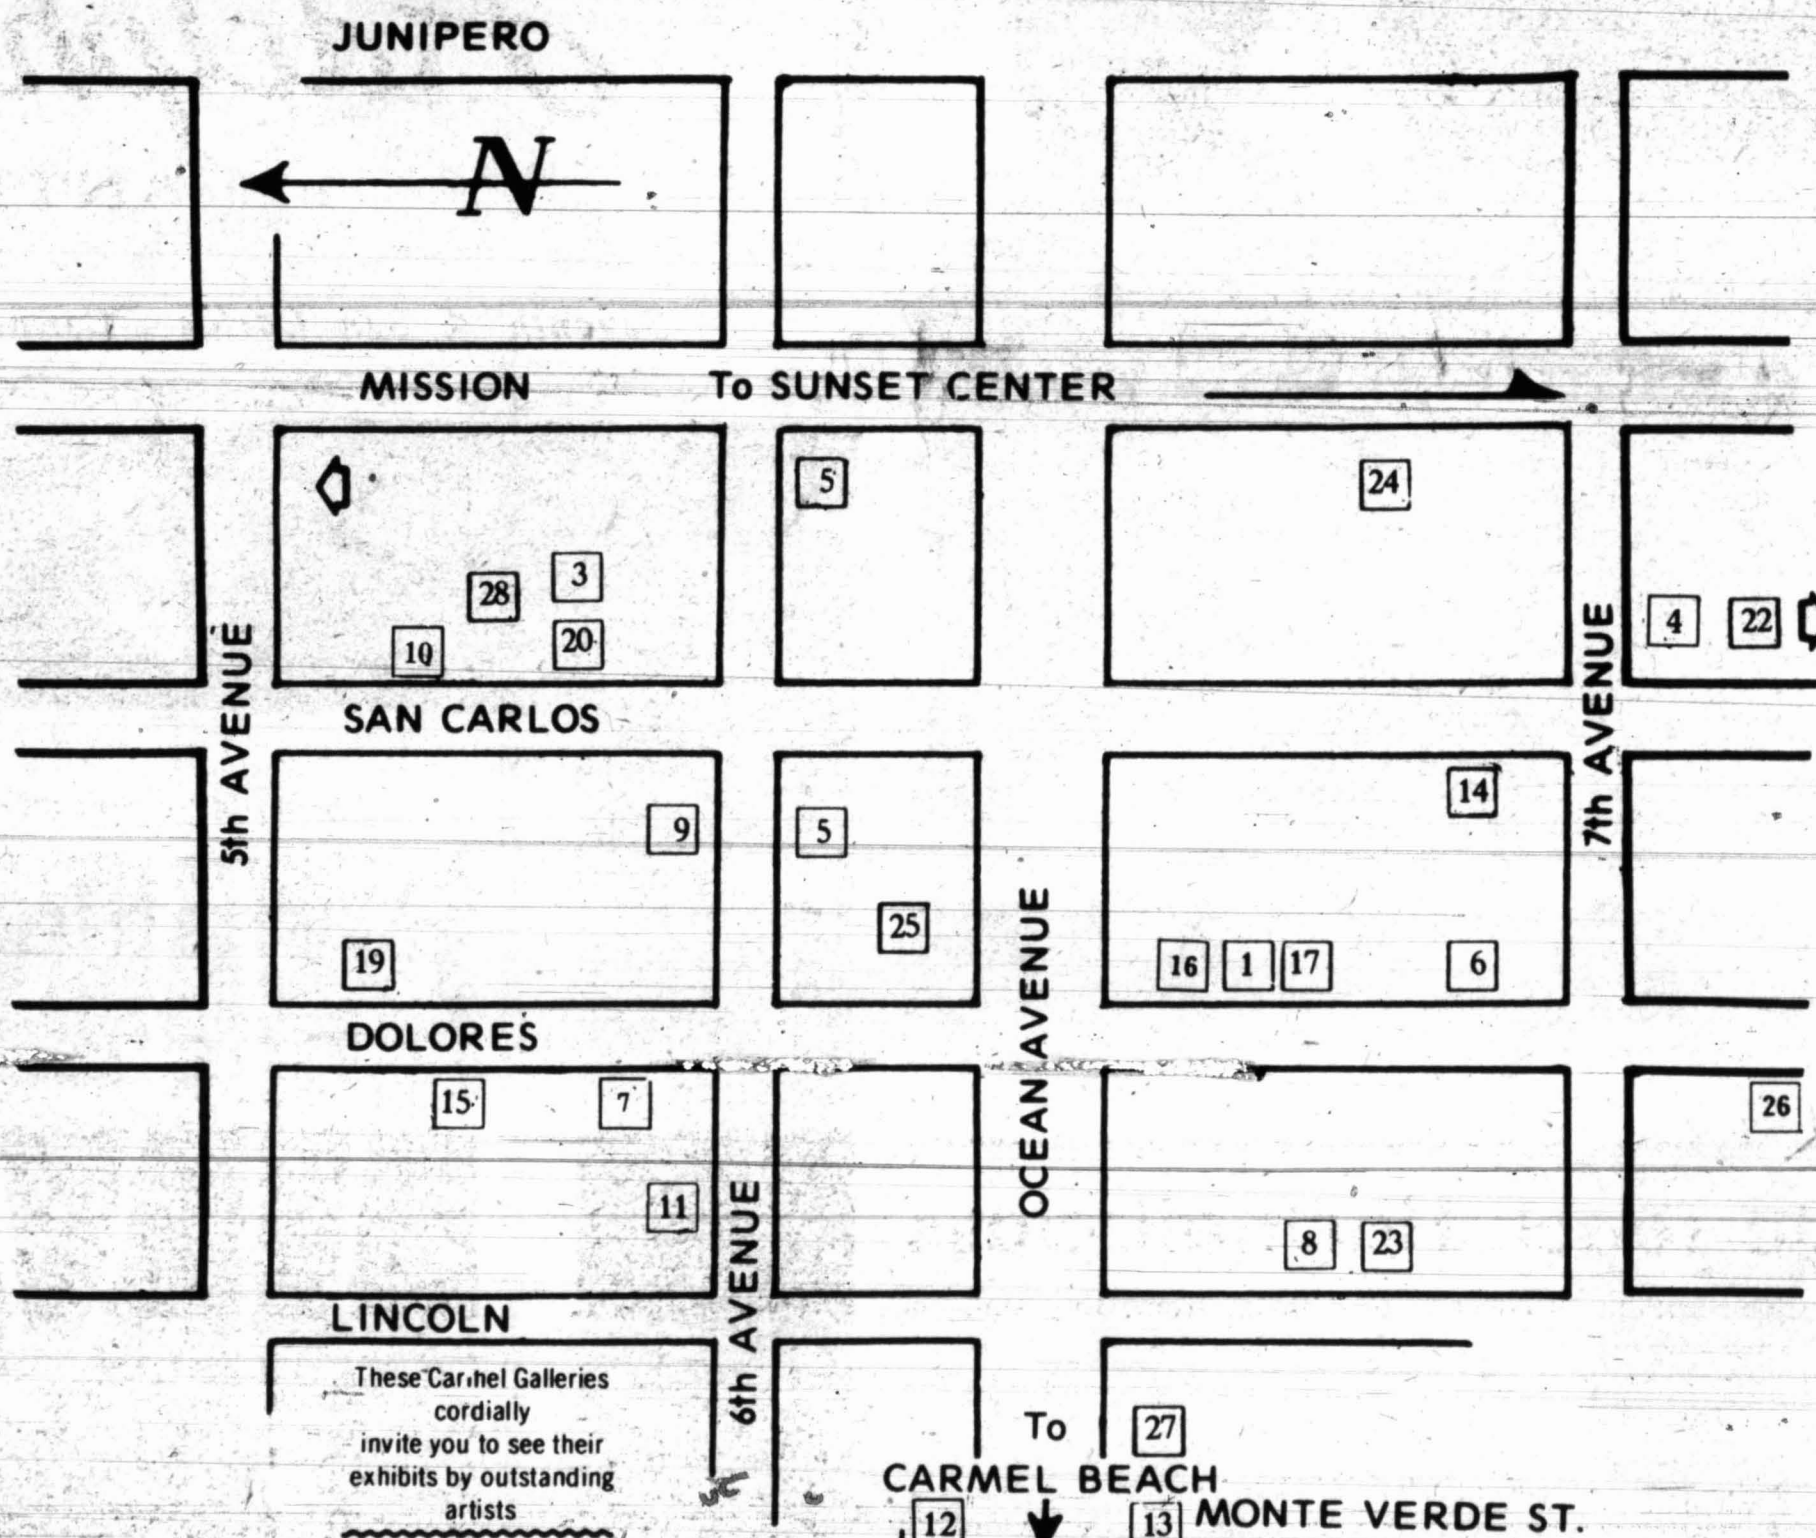 JUNIPERO
N
MISSION
To SUNSET CENTER
5
24
3
28
4
22
20
10
5th AVENUE
7th AVENUE
SAN CARLOS
14
9
5
25
19
16
1
17
6
OCEAN AVENUE
DOLORES
15
7
26
11
6th AVENUE
8
23
LINCOLN
These Carmel Galleries
cordially
invite you to see their
exhibits by outstanding
artists
To
27
CARMEL BEACH
12
13
MONTE VERDE ST.